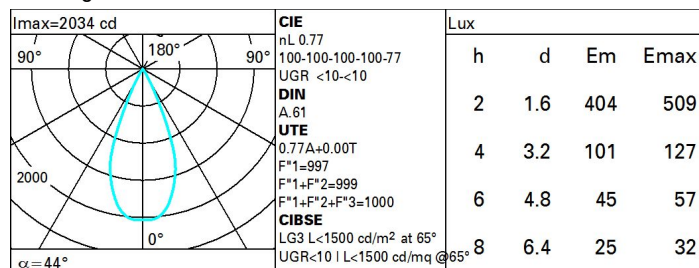 Imax=2034 cd
90° 180° 90°
2000
0°
α=44°
CIE
nL 0.77
100-100-100-100-77
UGR <10-<10
DIN
A.61
UTE
0.77A+0.00T
F"1=997
F"1+F"2=999
F"1+F"2+F"3=1000
CIBSE
LG3 L<1500 cd/m² at 65°
UGR<10 | L<1500 cd/mq @65°
Lux
h d Em Emax
2 1.6 404 509
4 3.2 101 127
6 4.8 45 57
8 6.4 25 32